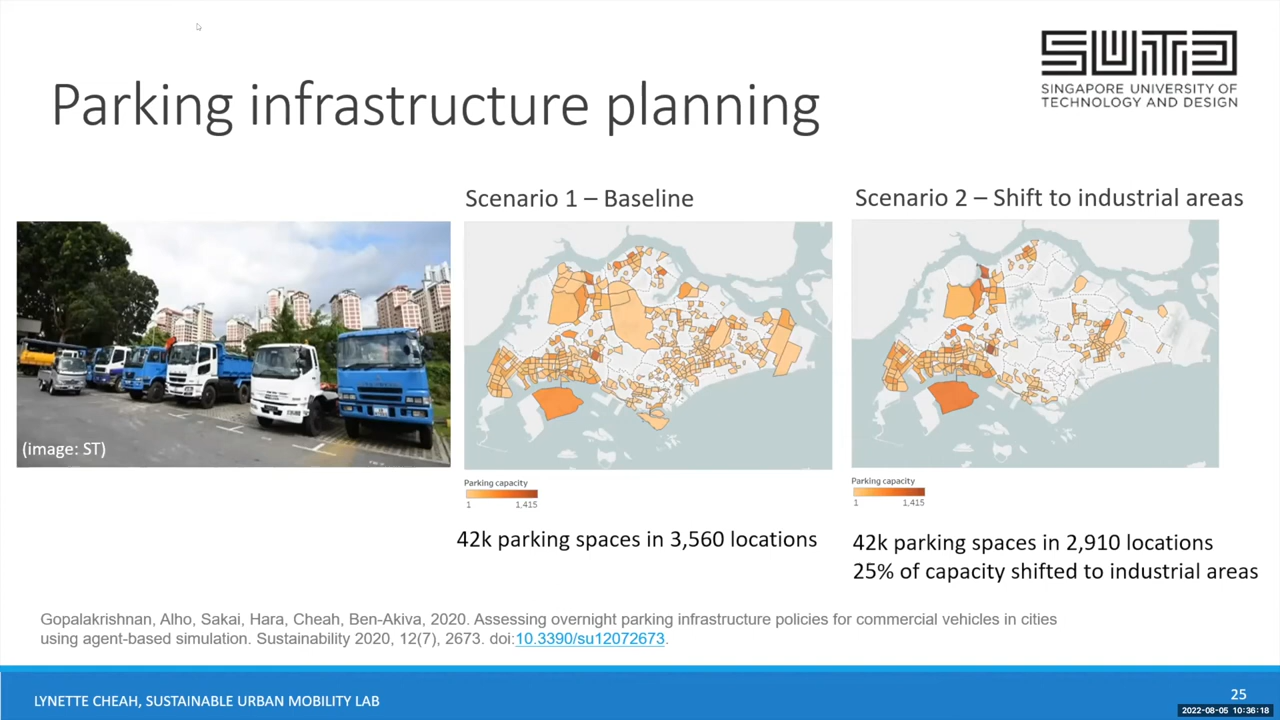 SUTD
SINGAPORE UNIVERSITY OF
TECHNOLOGY AND DESIGN
Parking infrastructure planning
(image: ST)
Scenario 1 – Baseline
Parking capacity
1 1,415
42k parking spaces in 3,560 locations
Scenario 2 – Shift to industrial areas
Parking capacity
1 1,415
42k parking spaces in 2,910 locations
25% of capacity shifted to industrial areas
Gopalakrishnan, Alho, Sakai, Hara, Cheah, Ben-Akiva, 2020. Assessing overnight parking infrastructure policies for commercial vehicles in cities
using agent-based simulation. Sustainability 2020, 12(7), 2673. doi:10.3390/su12072673.
LYNETTE CHEAH, SUSTAINABLE URBAN MOBILITY LAB
25
2022-08-05 10:36:18